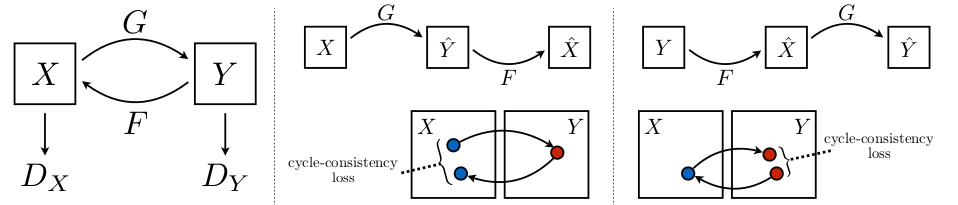 G
X
Y
F
D_X
D_Y
G
X
Ŷ
X̂
F
X
Y
cycle-consistency
loss
G
Y
X̂
Ŷ
F
X
Y
cycle-consistency
loss